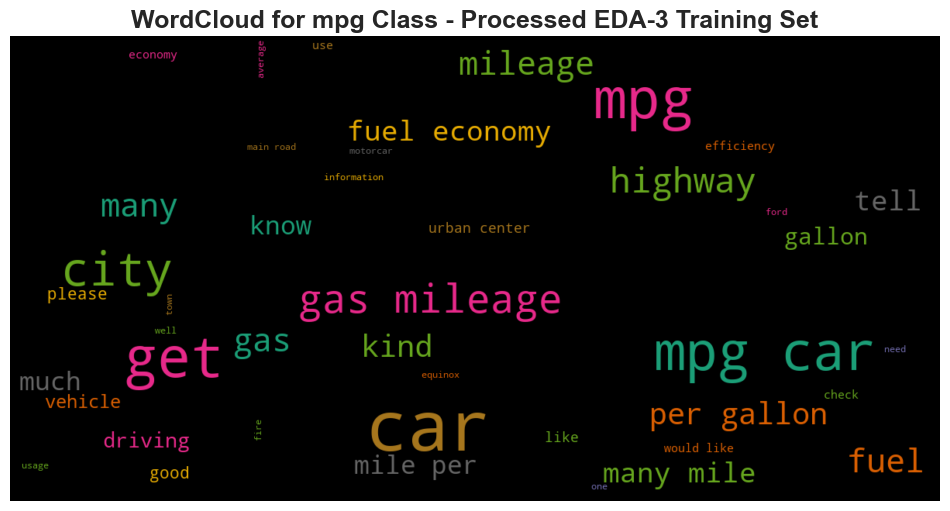 WordCloud for mpg Class - Processed EDA-3 Training Set
economy
average
use
mileage
mpg
fuel economy
main road
motorcar
efficiency
information
highway
many
know
urban center
tell
ford
gallon
city
please
town
gas mileage
well
get
gas
kind
mpg car
need
much
vehicle
equinox
check
car
per gallon
driving
fire
like
would like
usage
good
mile per
many mile
fuel
one